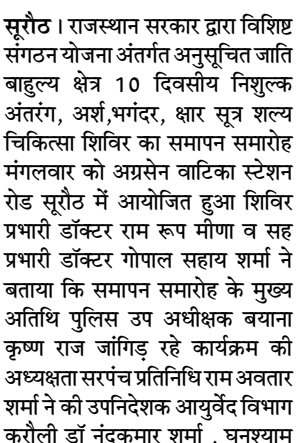 सूरौठ । राजस्थान सरकार द्वारा विशिष्ट
संगठन योजना अंतर्गत अनुसूचित जाति
बाहुल्य क्षेत्र 10 दिवसीय निशुल्क
अंतरंग, अर्श,भगंदर, क्षार सूत्र शल्य
चिकित्सा शिविर का समापन समारोह
मंगलवार को अग्रसेन वाटिका स्टेशन
रोड सूरौठ में आयोजित हुआ शिविर
प्रभारी डॉक्टर राम रूप मीणा व सह
प्रभारी डॉक्टर गोपाल सहाय शर्मा ने
बताया कि समापन समारोह के मुख्य
अतिथि पुलिस उप अधीक्षक बयाना
कृष्ण राज जांगिड़ रहे कार्यक्रम की
अध्यक्षता सरपंच प्रतिनिधि राम अवतार
शर्मा ने की उपनिदेशक आयुर्वेद विभाग
करौली डॉ नंदकुमार शर्मा , घनश्याम